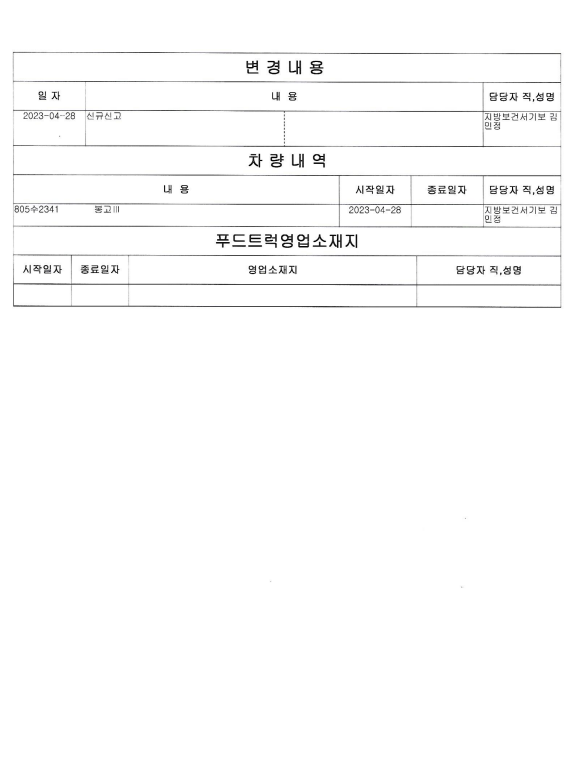 변 경 내 용
일 자 내 용 담당자 직,성명
2023-04-28 신규신고 지방보건서기보 김
민정
차 량 내 역
내 용 시작일자 종료일자 담당자 직,성명
805수2341 봉고III 2023-04-28 지방보건서기보 김
민정
푸드트럭영업소재지
시작일자 종료일자 영업소재지 담당자 직,성명